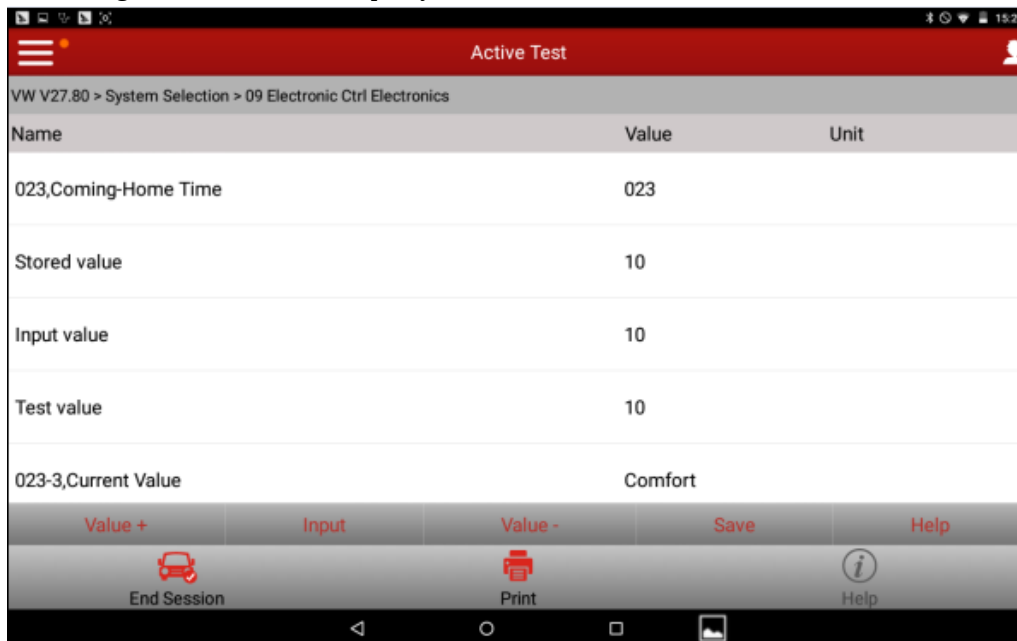 15:2
Active Test
VW V27.80 > System Selection > 09 Electronic Ctrl Electronics
Name Value Unit
023,Coming-Home Time 023
Stored value 10
Input value 10
Test value 10
023-3,Current Value Comfort
Value + Input Value - Save Help
End Session Print Help